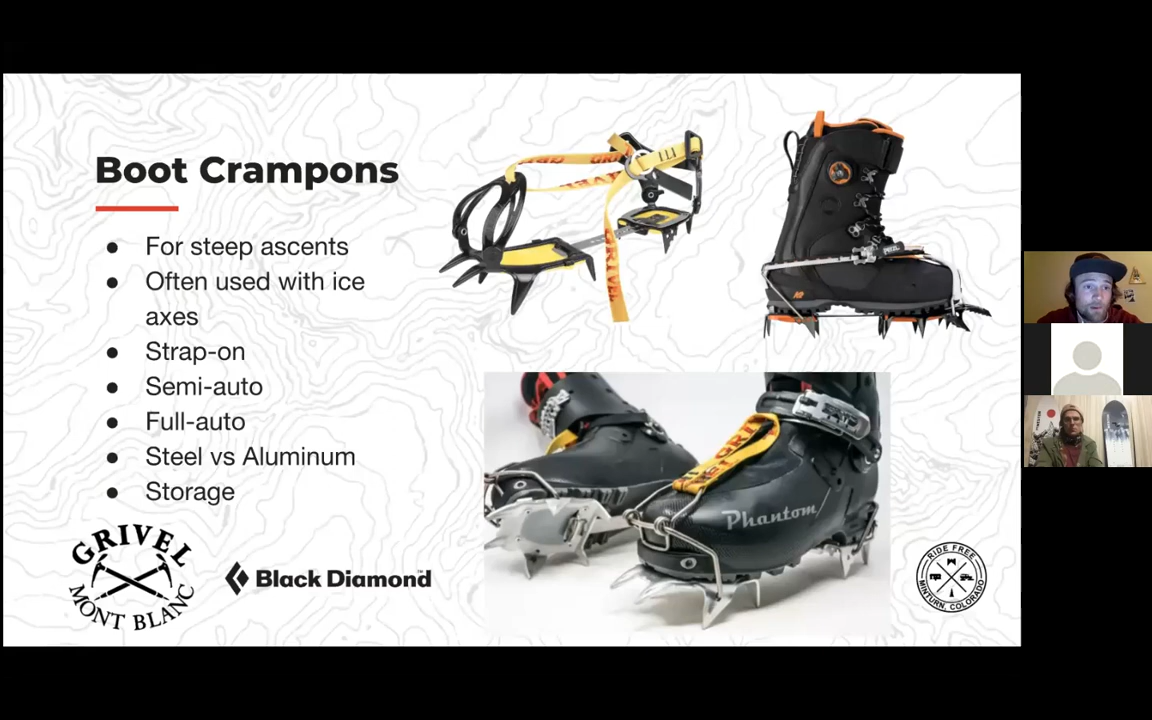 Boot Crampons
● For steep ascents
● Often used with ice
axes
● Strap-on
● Semi-auto
● Full-auto
● Steel vs Aluminum
● Storage
GRIVEL
MONT BLANC
Black Diamond
Phantom
RIDE FREE
MINTURN, COLORADO